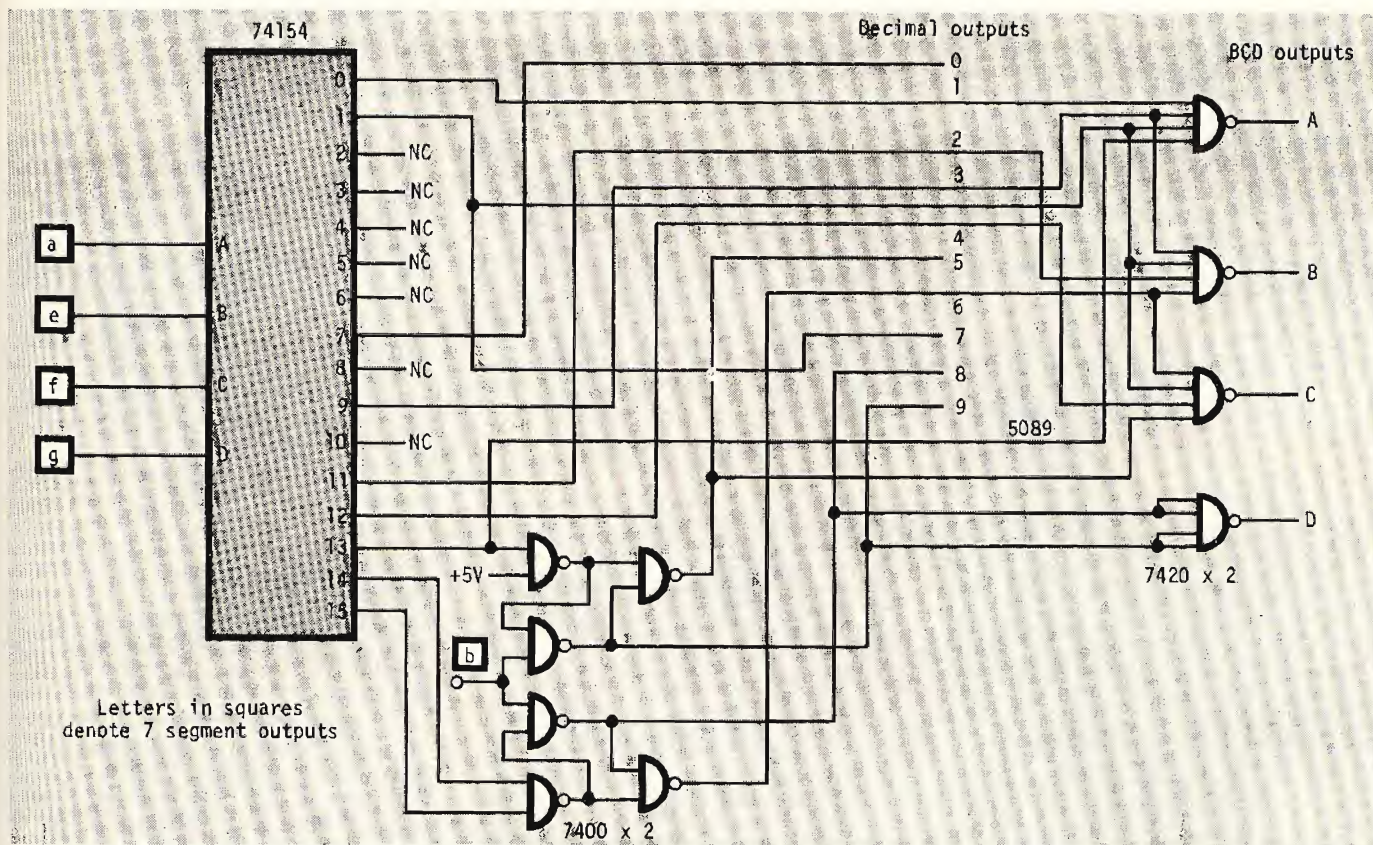 74154
Decimal outputs
BCD outputs
0
1
2
3
4
5
6
7
8
9
10
11
12
13
14
15
NC
NC
NC
NC
NC
NC
NC
a
e
f
g
A
B
C
D
0
1
2
3
4
5
6
7
8
9
5089
A
B
C
D
+5V
b
7420 x 2
7400 x 2
Letters in squares
denote 7 segment outputs